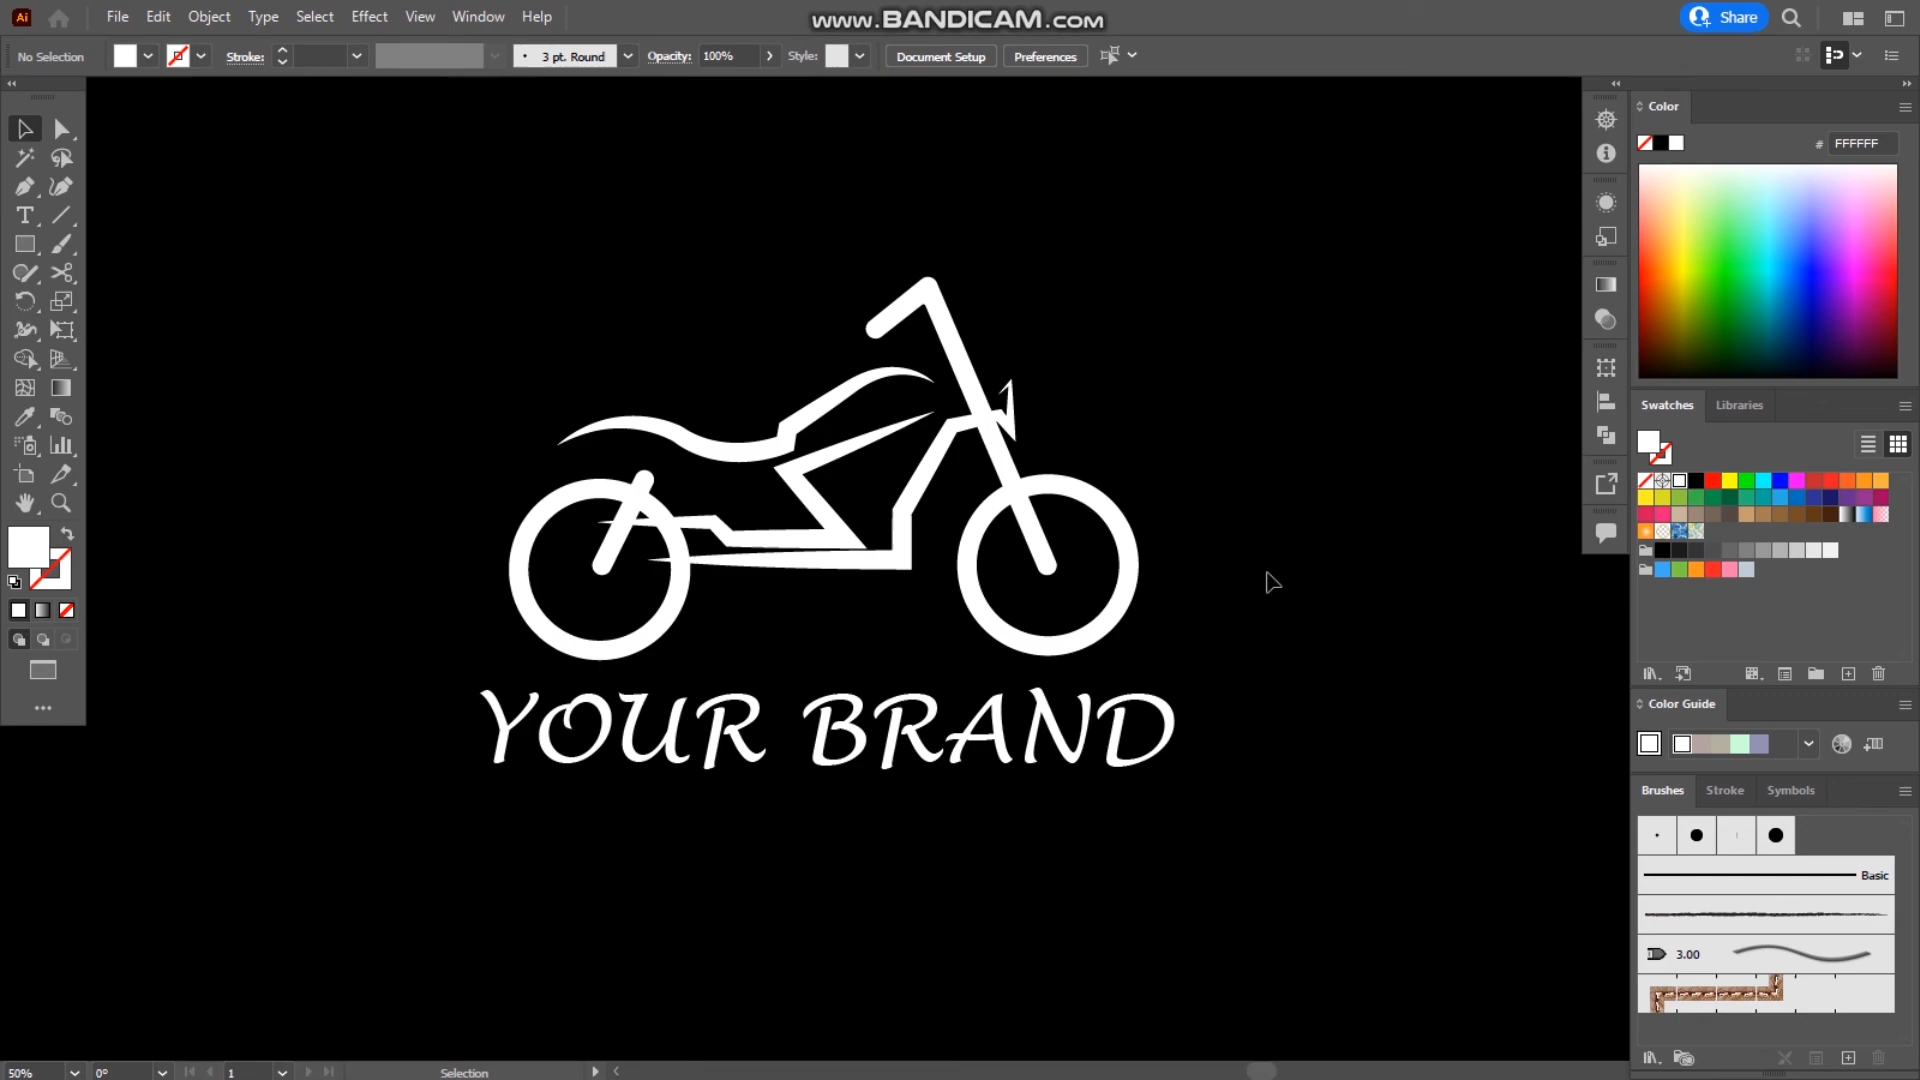 www.BANDICAM.com
Ai File Edit Object Type Select Effect View Window Help Share
No Selection Stroke: 3 pt. Round Opacity: 100% Style: Document Setup Preferences
Color
# FFFFFF
Swatches Libraries
Color Guide
YOUR BRAND
Brushes Stroke Symbols
Basic
3.00
50% 0° 1 Selection